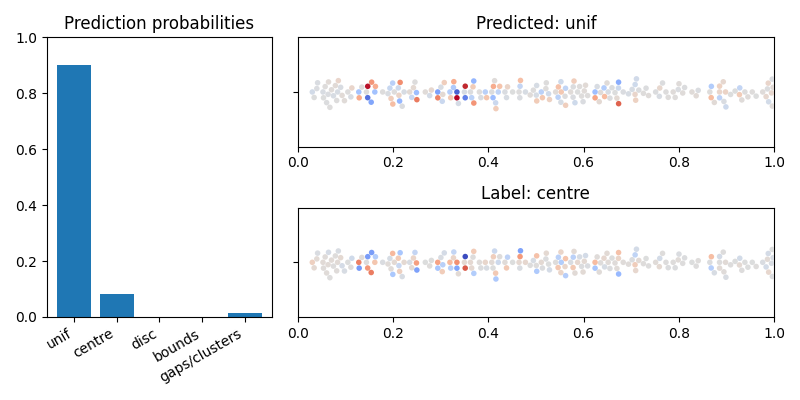 Prediction probabilities
1.0
0.8
0.6
0.4
0.2
0.0
unif
centre
disc
bounds
gaps/clusters
Predicted: unif
0.0 0.2 0.4 0.6 0.8 1.0
Label: centre
0.0 0.2 0.4 0.6 0.8 1.0